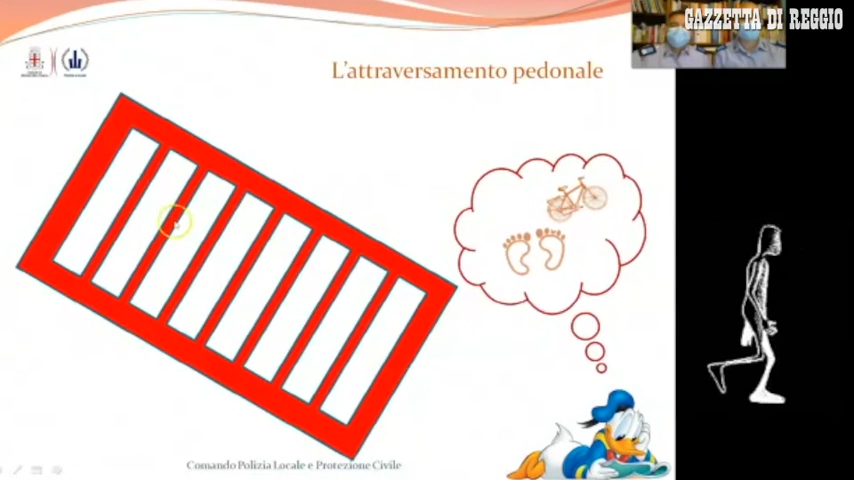 GAZZETTA DI REGGIO
L'attraversamento pedonale
Comando Polizia Locale e Protezione Civile